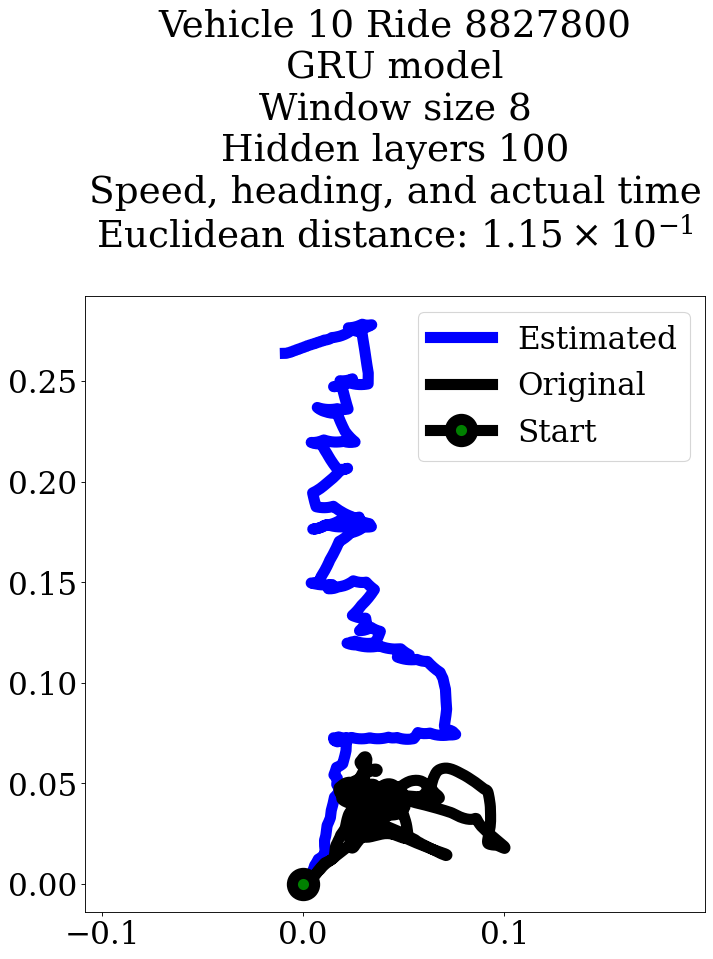 Vehicle 10 Ride 8827800
GRU model
Window size 8
Hidden layers 100
Speed, heading, and actual time
Euclidean distance: 1.15 × 10⁻¹
Estimated
Original
Start
0.25
0.20
0.15
0.10
0.05
0.00
−0.1
0.0
0.1